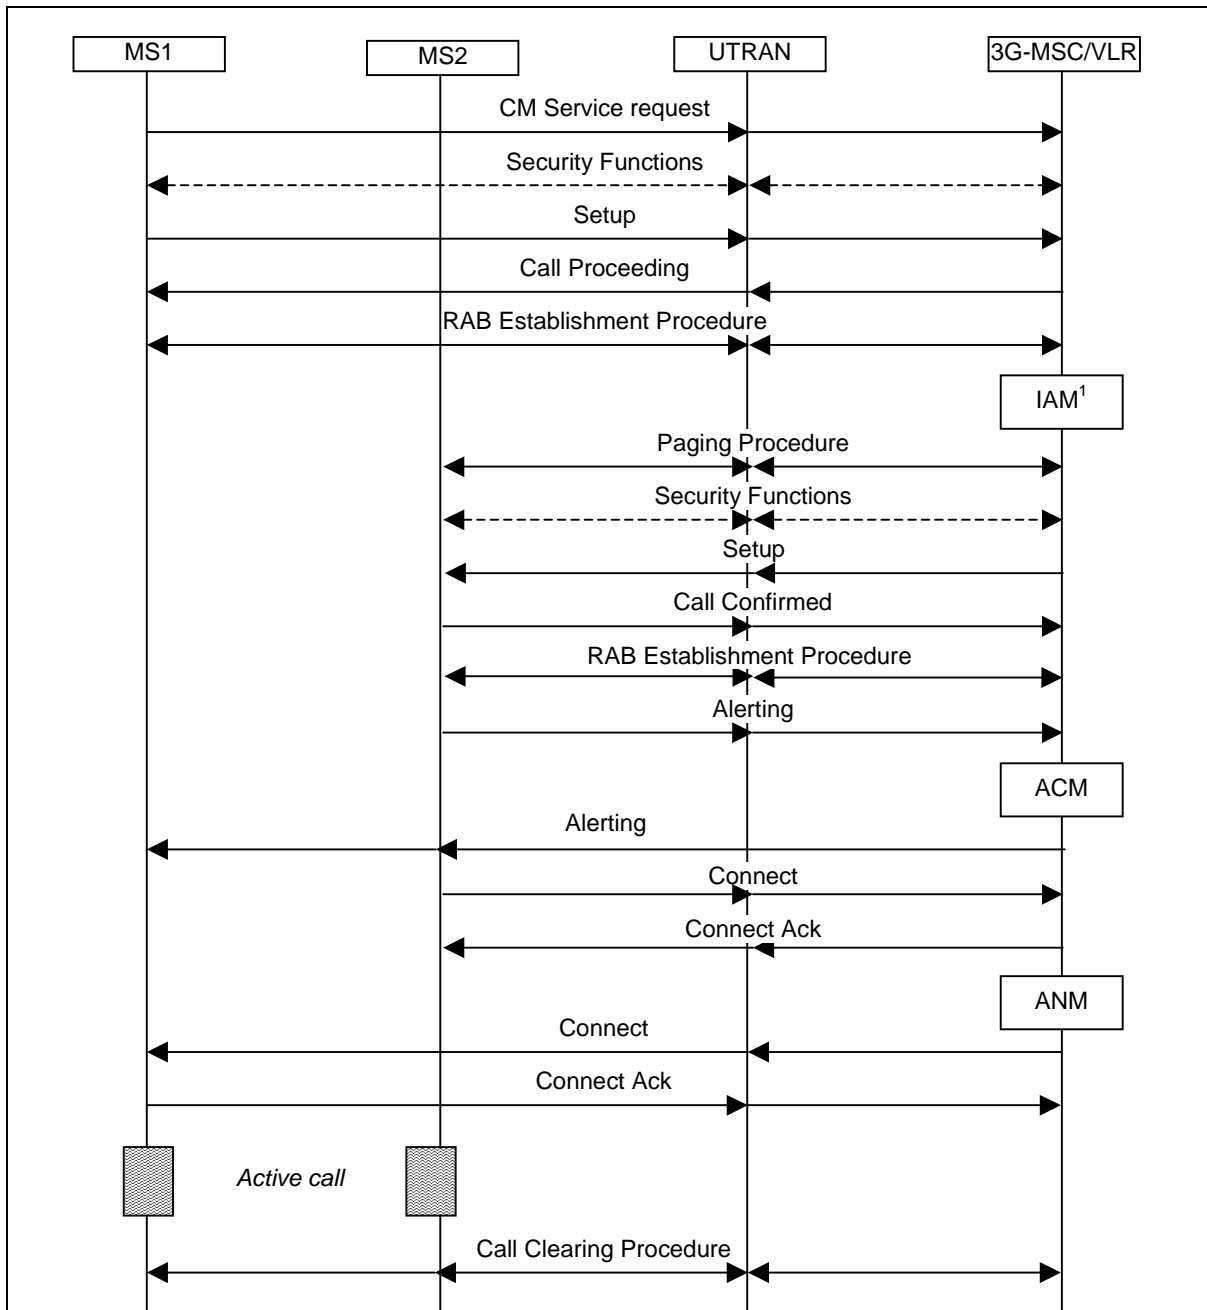 MS1
MS2
UTRAN
3G-MSC/VLR
CM Service request
Security Functions
Setup
Call Proceeding
RAB Establishment Procedure
IAM¹
Paging Procedure
Security Functions
Setup
Call Confirmed
RAB Establishment Procedure
Alerting
ACM
Alerting
Connect
Connect Ack
ANM
Connect
Connect Ack
Active call
Call Clearing Procedure